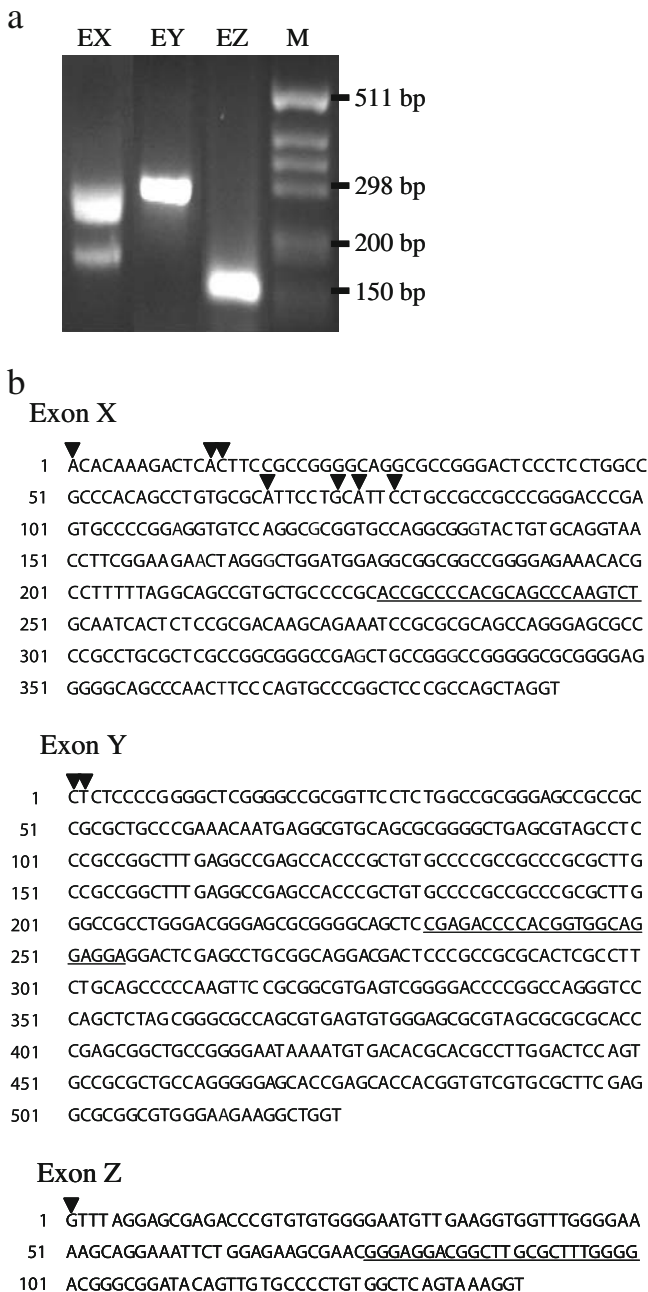 a
EX EY EZ M
511 bp
298 bp
200 bp
150 bp
b
Exon X
1 ACACAAAGACTCACTTCCGCCGGGGCAGGCGCCGGGACTCCCTCCTGGCC
51 GCCCACAGCCTGTGCGCATTCCTGCATTCCTGCCGCCGCCCGGGACCCGA
101 GTGCCCCGGAGGTGTCCAGGCGCGGTGCCAGGCGGGTACTGTGCAGGTAA
151 CCTTCGGAAGAACTAGGGCTGGATGGAGGCGGCGGCCGGGGAGAAACACG
201 CCTTTTTAGGCAGCCGTGCTGCCCCGCACCGCCCCACGCAGCCCAAGTCT
251 GCAATCACTCTCCGCGACAAGCAGAAATCCGCGCGCAGCCAGGGAGCGCC
301 CCGCCTGCGCTCGCCGGCGGGCCGAGCTGCCGGGCCGGGGGCGCGGGGAG
351 GGGGCAGCCCAACTTCCCAGTGCCCGGCTCCCGCCAGCTAGGT
Exon Y
1 CTCTCCCCGGGGCTCGGGGCCGCGGTTCCTCTGGCCGCGGGAGCCGCCGC
51 CGCGCTGCCCGAAACAATGAGGCGTGCAGCGCGGGGCTGAGCGTAGCCTC
101 CCGCCGGCTTTGAGGCCGAGCCACCCGCTGTGCCCCGCCGCCCGCGCTTG
151 CCGCCGGCTTTGAGGCCGAGCCACCCGCTGTGCCCCGCCGCCCGCGCTTG
201 GGCCGCCTGGGACGGGAGCGCGGGGCAGCTCCGAGACCCCACGGTGGCAG
251 GAGGAGGACTCGAGCCTGCGGCAGGACGACTCCCGCCGCGCACTCGCCTT
301 CTGCAGCCCCCAAGTTCCGCGGCGTGAGTCGGGGACCCCGGCCAGGGTCC
351 CAGCTCTAGCGGGCGCCAGCGTGAGTGTGGGAGCGCGTAGCGCGCGCACC
401 CGAGCGGCTGCCGGGGAATAAAATGTGACACGCACGCCTTGGACTCCAGT
451 GCCGCGCTGCCAGGGGGAGCACCGAGCACCACGGTGTCGTGCGCTTCGAG
501 GCGCGGCGTGGGAAGAAGGCTGGT
Exon Z
1 GTTTAGGAGCGAGACCCGTGTGTGGGGAATGTTGAAGGTGGTTTGGGGAA
51 AAGCAGGAAATTCTGGAGAAGCGAACGGGAGGACGGCTTGCGCTTTGGGG
101 ACGGGCGGATACAGTTGTGCCCCTGTGGCTCAGTAAAGGT